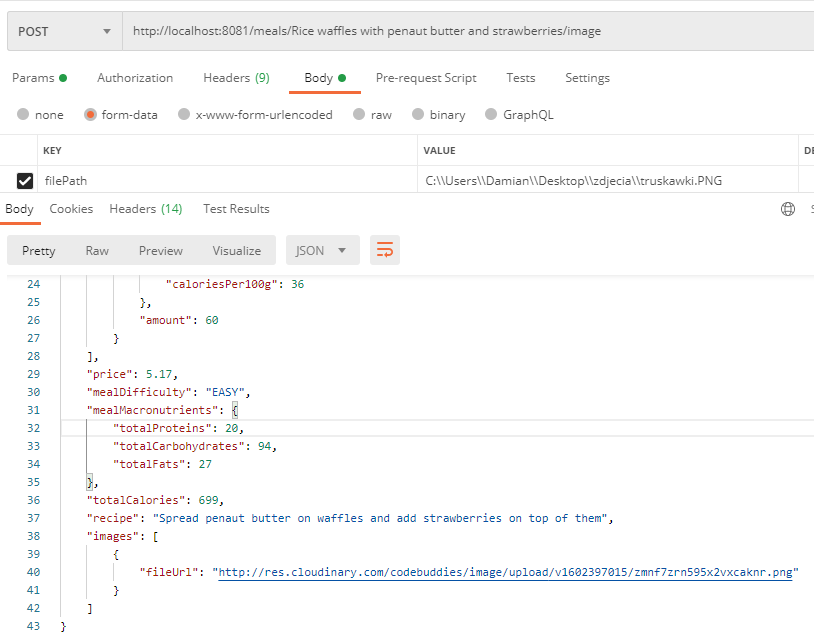 POST http://localhost:8081/meals/Rice waffles with penaut butter and strawberries/image
Params Authorization Headers (9) Body Pre-request Script Tests Settings
none form-data x-www-form-urlencoded raw binary GraphQL
KEY VALUE DE
filePath C:\\Users\\Damian\\Desktop\\zdjecia\\truskawki.PNG
Body Cookies Headers (14) Test Results S
Pretty Raw Preview Visualize JSON
24 "caloriesPer100g": 36
25 },
26 "amount": 60
27 }
28 ],
29 "price": 5.17,
30 "mealDifficulty": "EASY",
31 "mealMacronutrients": {
32 "totalProteins": 20,
33 "totalCarbohydrates": 94,
34 "totalFats": 27
35 },
36 "totalCalories": 699,
37 "recipe": "Spread penaut butter on waffles and add strawberries on top of them",
38 "images": [
39 {
40 "fileUrl": "http://res.cloudinary.com/codebuddies/image/upload/v1602397015/zmnf7zrn595x2vxcaknr.png"
41 }
42 ]
43 }